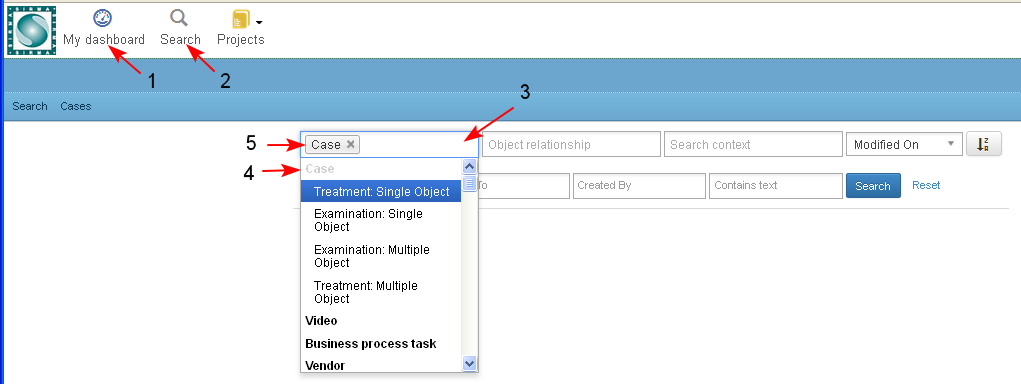 SIRMA
My dashboard Search Projects
1 2
Search Cases
3
5 Case Object relationship Search context Modified On
4 Case
Treatment: Single Object To Created By Contains text Search Reset
Examination: Single
Object
Examination: Multiple
Object
Treatment: Multiple
Object
Video
Business process task
Vendor